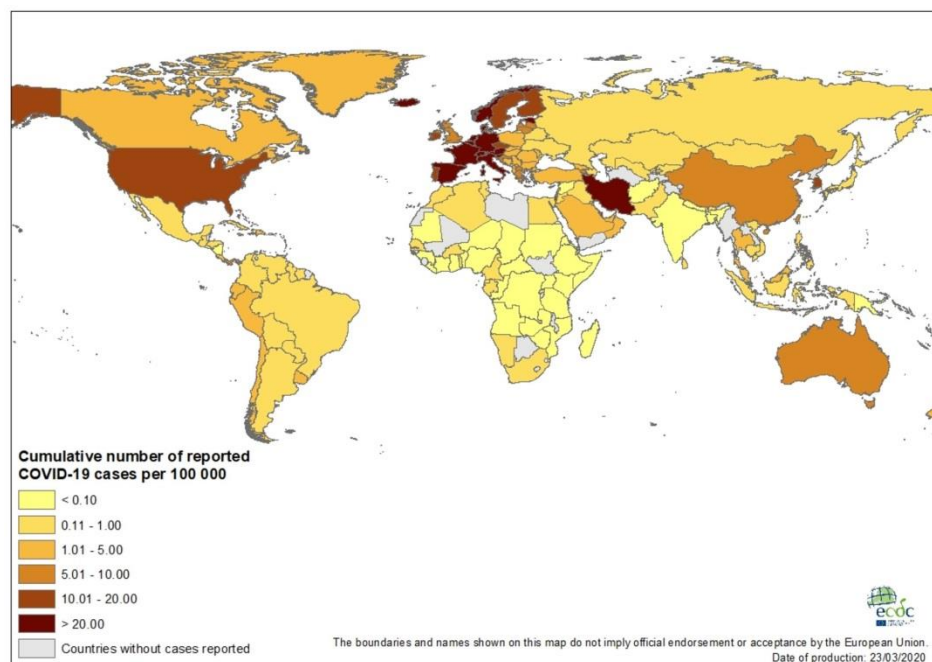 Cumulative number of reported
COVID-19 cases per 100 000
< 0.10
0.11 - 1.00
1.01 - 5.00
5.01 - 10.00
10.01 - 20.00
> 20.00
Countries without cases reported
ecdc
The boundaries and names shown on this map do not imply official endorsement or acceptance by the European Union.
Date of production: 23/03/2020